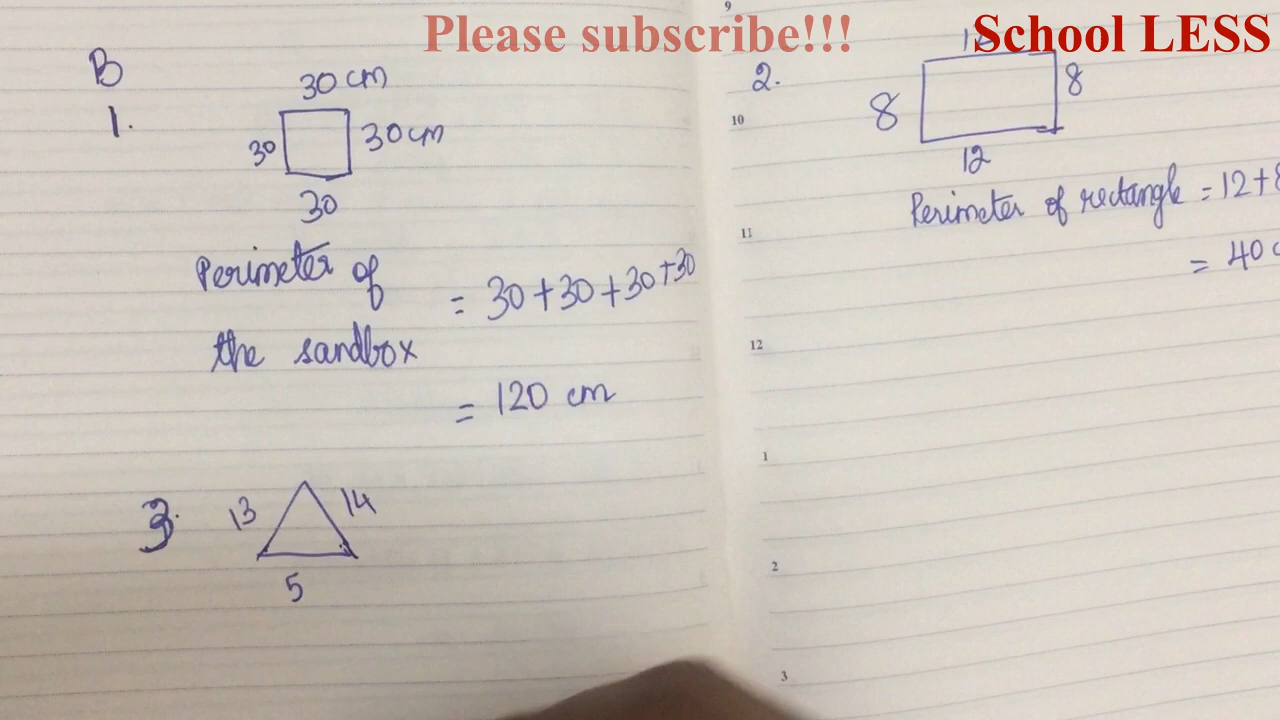 Please subscribe!!! School LESS
B
1.
30 cm
30
30 cm
30
Perimeter of
the sandbox
= 30 + 30 + 30 + 30
= 120 cm
3.
13
14
5
9
2.
8
8
12
Perimeter of rectangle = 12+8
= 40 c
10
11
12
1
2
3